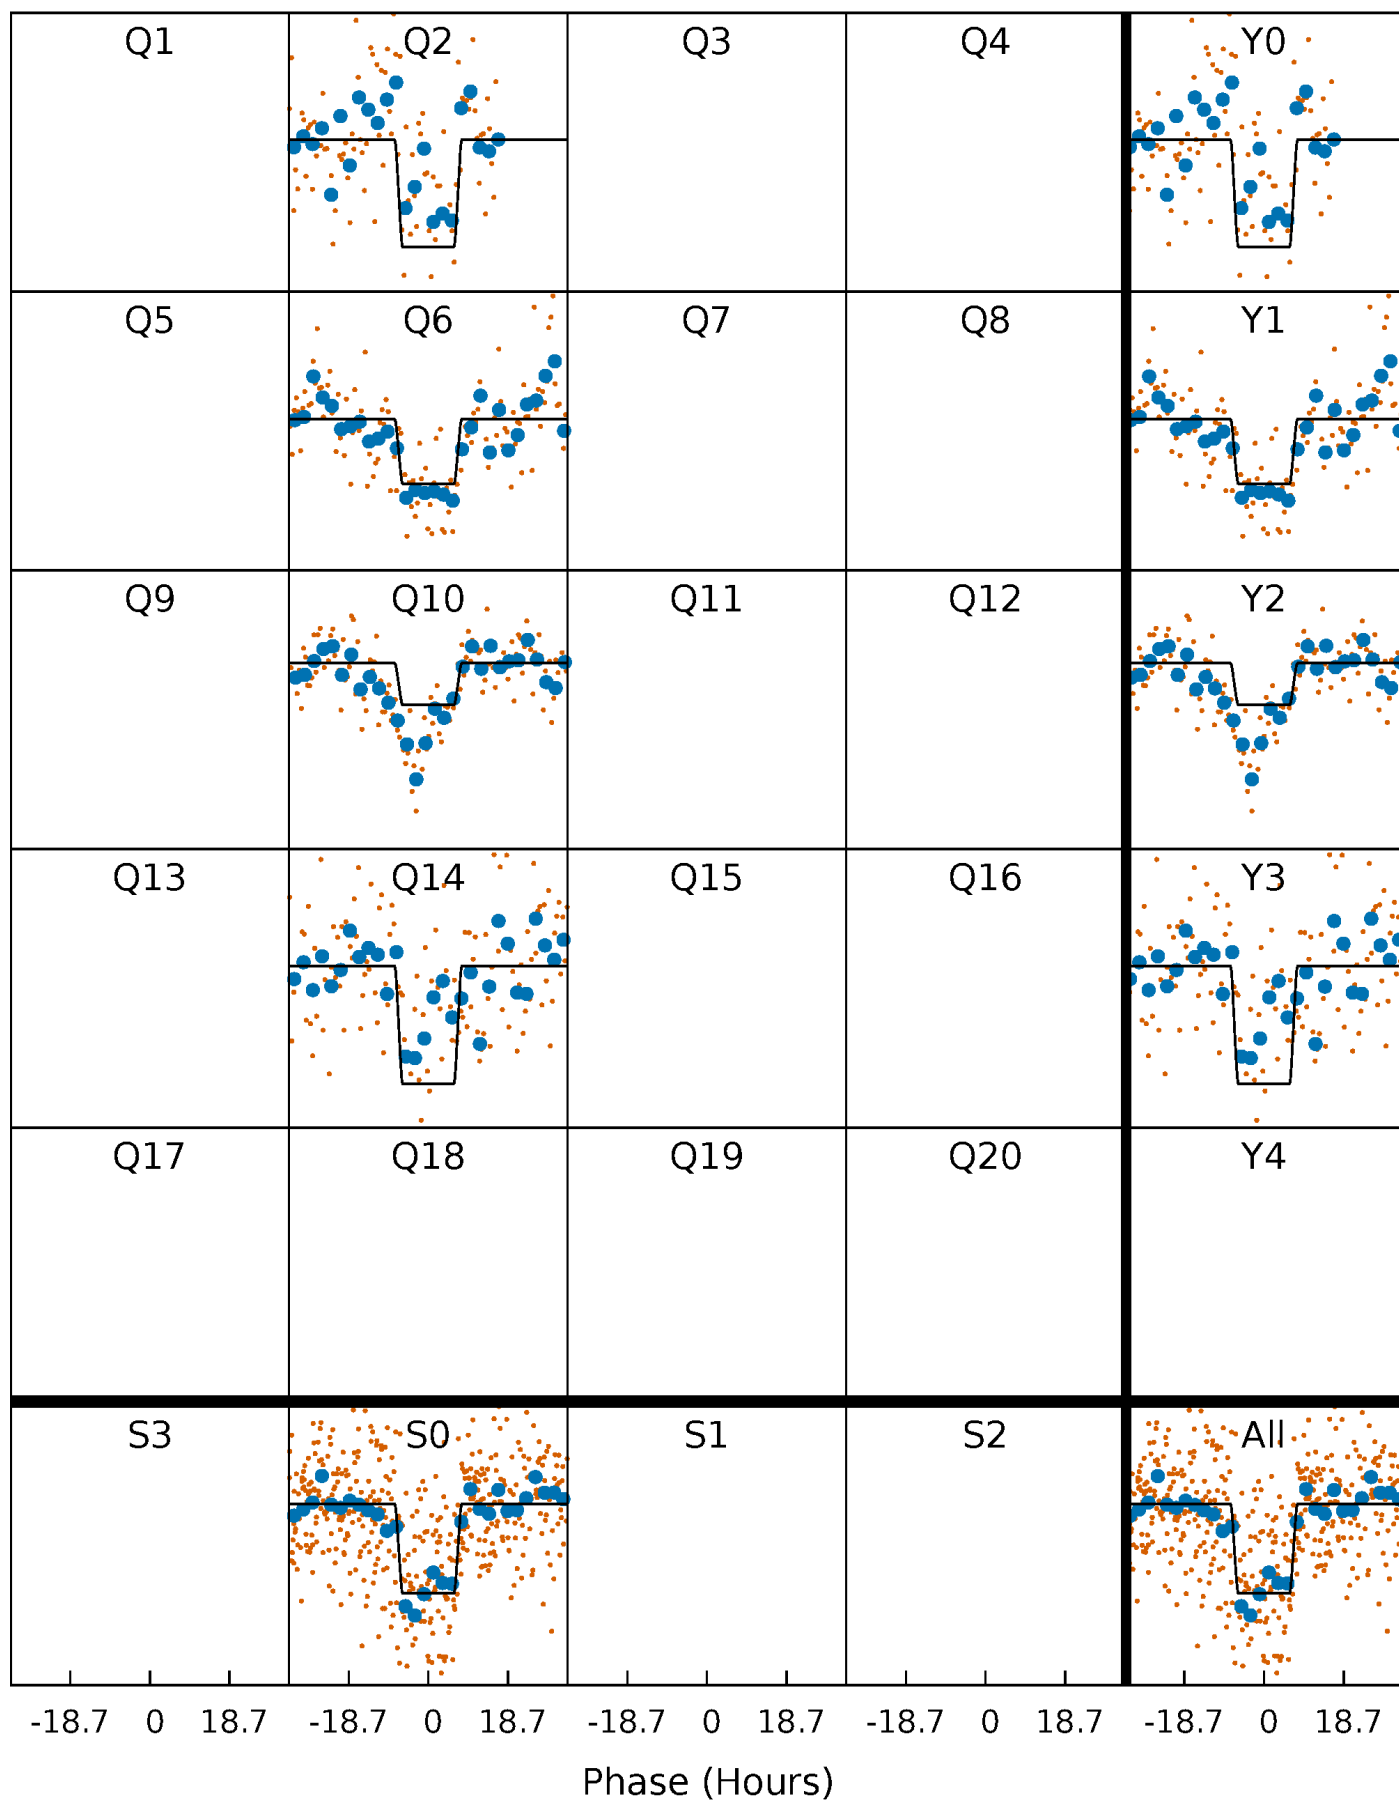 Q1 Q2 Q3 Q4 Y0
Q5 Q6 Q7 Q8 Y1
Q9 Q10 Q11 Q12 Y2
Q13 Q14 Q15 Q16 Y3
Q17 Q18 Q19 Q20 Y4
S3 S0 S1 S2 All
-18.7 0 18.7 -18.7 0 18.7 -18.7 0 18.7 -18.7 0 18.7 -18.7 0 18.7
Phase (Hours)